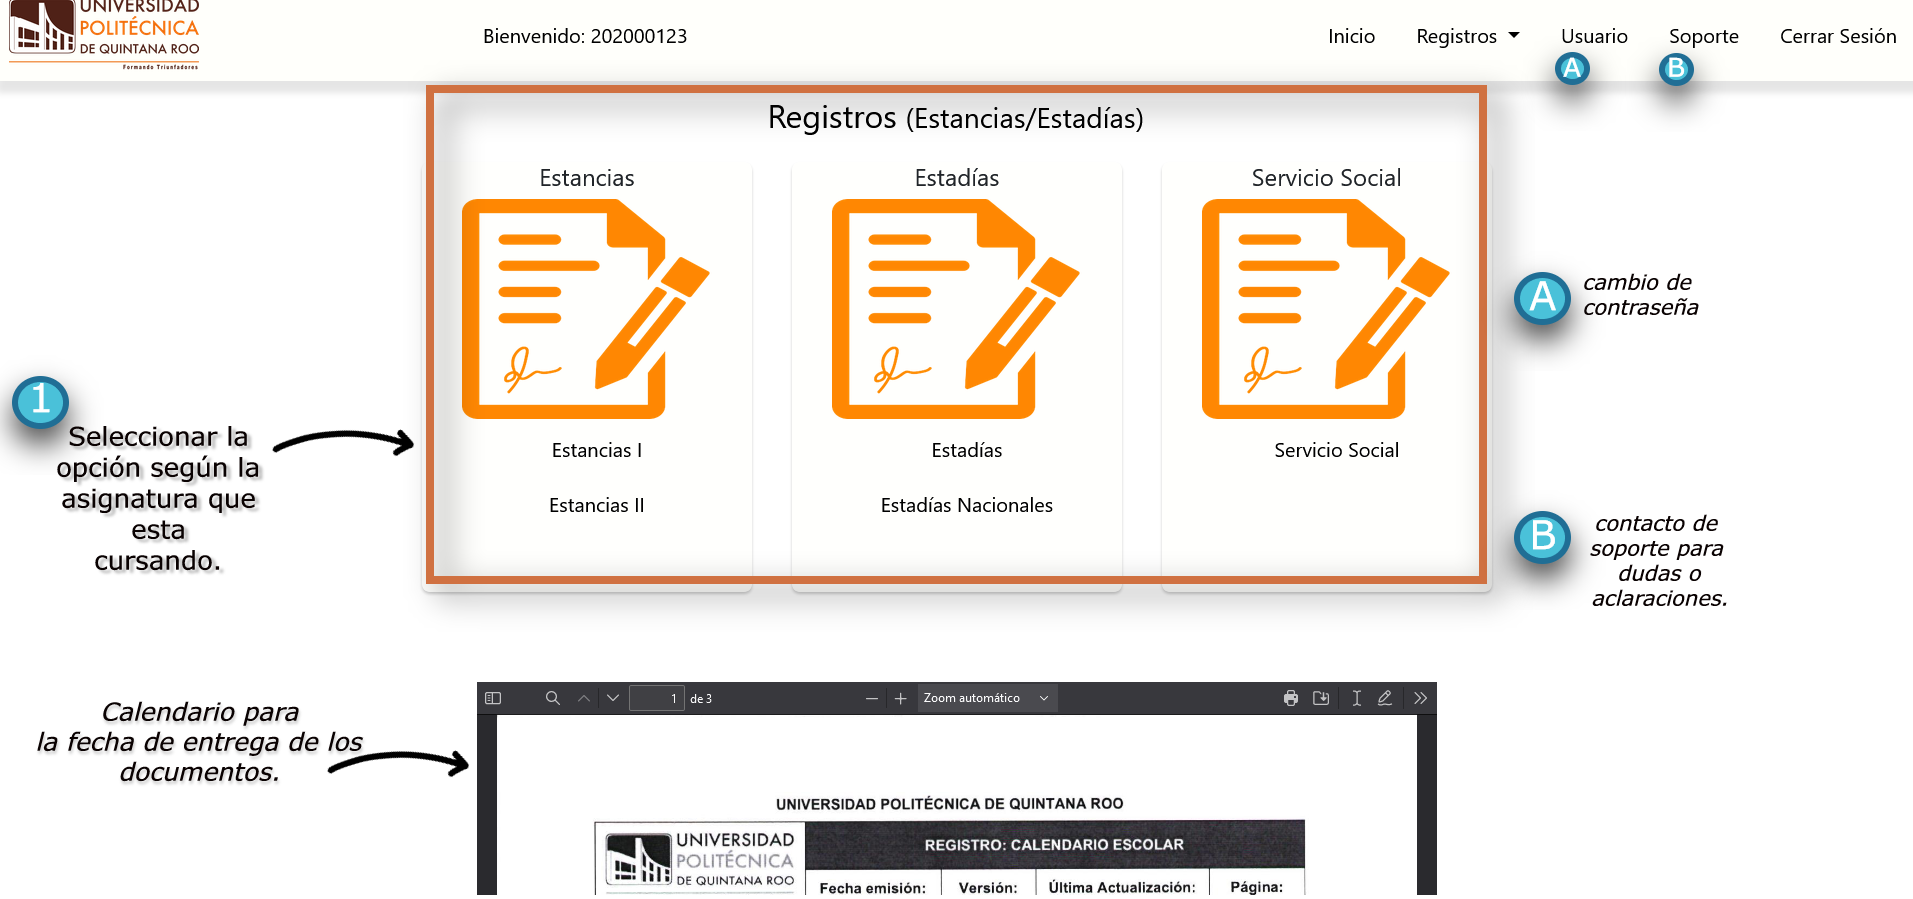 UNIVERSIDAD
POLITÉCNICA
DE QUINTANA ROO
Formando Triunfadores
Bienvenido: 202000123
Inicio
Registros
Usuario
Soporte
Cerrar Sesión
A
B
Registros (Estancias/Estadías)
Estancias
Estadías
Servicio Social
Estancias I
Estancias II
Estadías
Estadías Nacionales
Servicio Social
1
Seleccionar la
opción según la
asignatura que
esta
cursando.
A
cambio de
contraseña
B
contacto de
soporte para
dudas o
aclaraciones.
Calendario para
la fecha de entrega de los
documentos.
1 de 3
Zoom automático
UNIVERSIDAD POLITÉCNICA DE QUINTANA ROO
UNIVERSIDAD
POLITÉCNICA
DE QUINTANA ROO
REGISTRO: CALENDARIO ESCOLAR
Fecha emisión:
Versión:
Última Actualización:
Página: